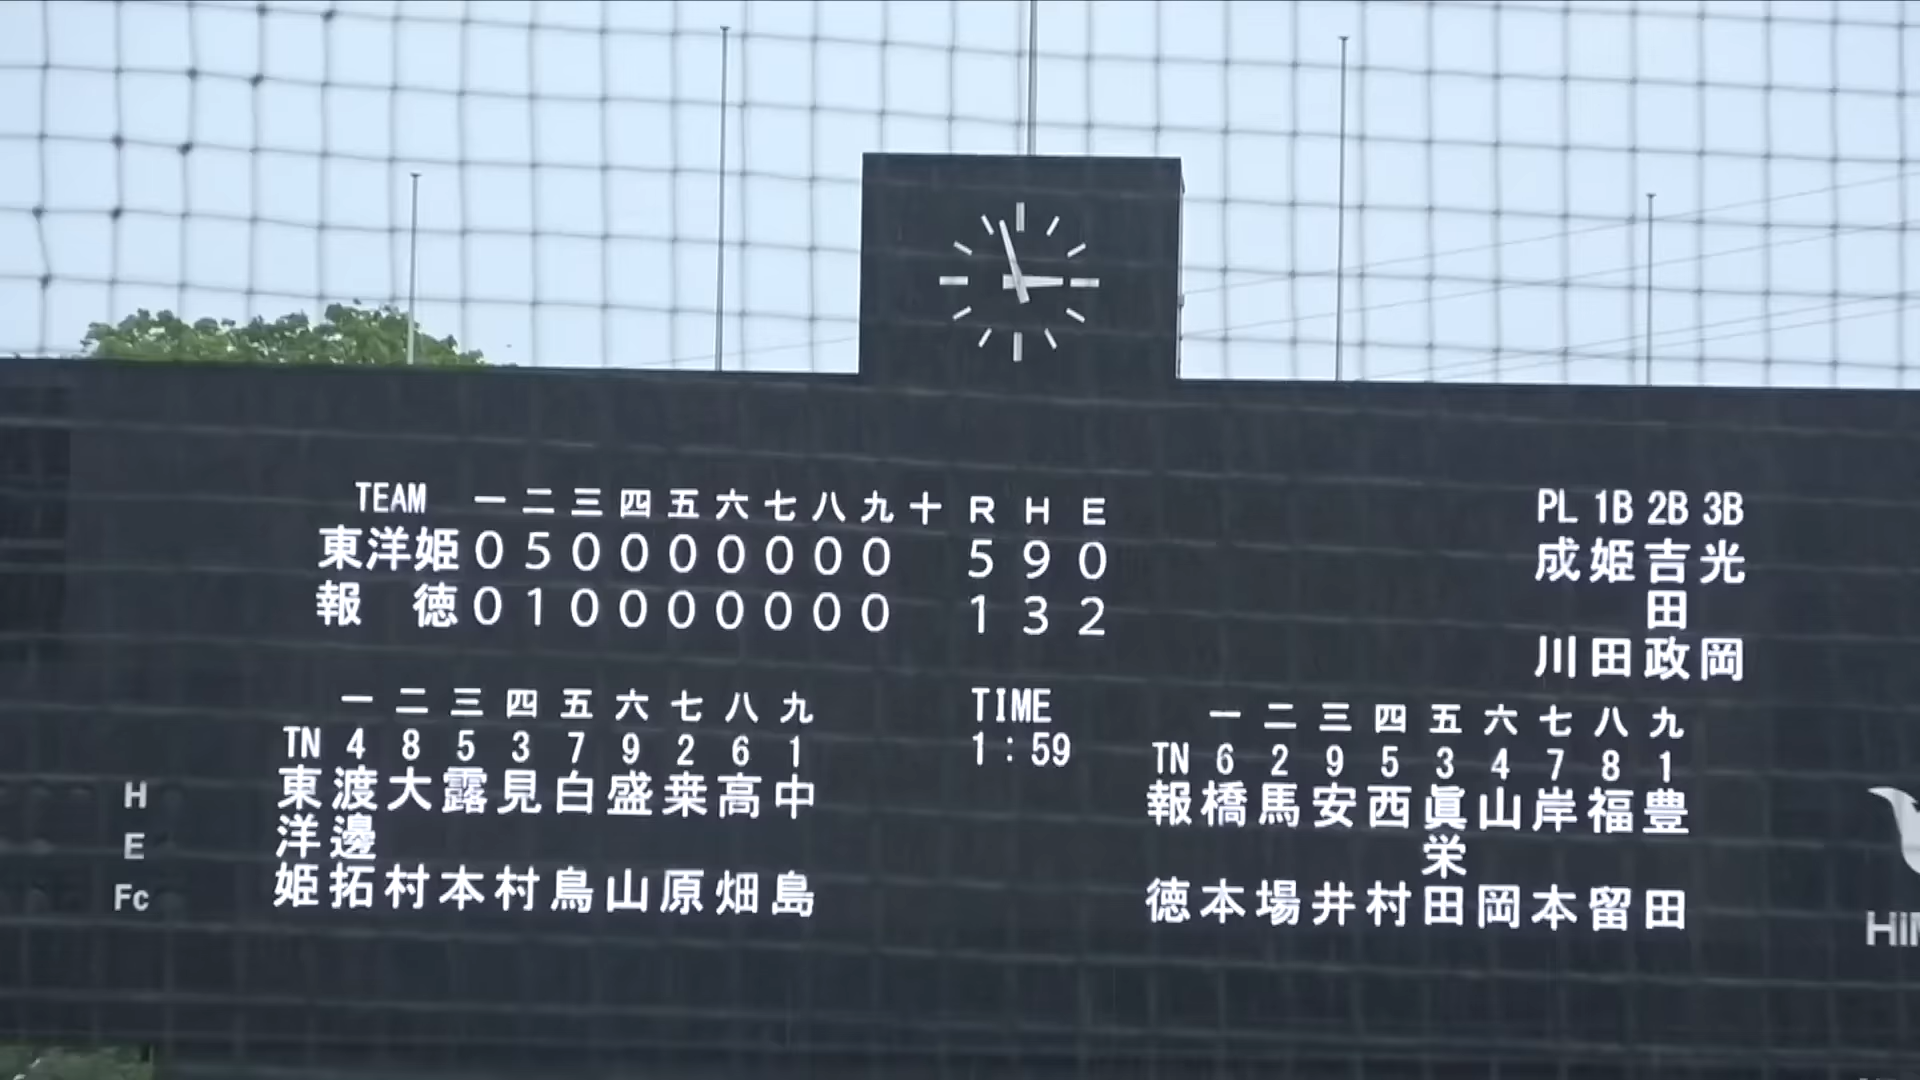 TEAM 一 二 三 四 五 六 七 八 九 十 R H E
東洋姫 0 5 0 0 0 0 0 0 0 5 9 0
報 徳 0 1 0 0 0 0 0 0 0 1 3 2
PL 1B 2B 3B
成 姫 吉 光
田
川 田 政 岡
一 二 三 四 五 六 七 八 九
TN 4 8 5 3 7 9 2 6 1
東 渡 大 露 見 白 盛 桒 高 中
洋 邊
姫 拓 村 本 村 鳥 山 原 畑 島
TIME
1:59
一 二 三 四 五 六 七 八 九
TN 6 2 9 5 3 4 7 8 1
報 橋 馬 安 西 眞 山 岸 福 豊
栄
徳 本 場 井 村 田 岡 本 留 田
H
E
Fc